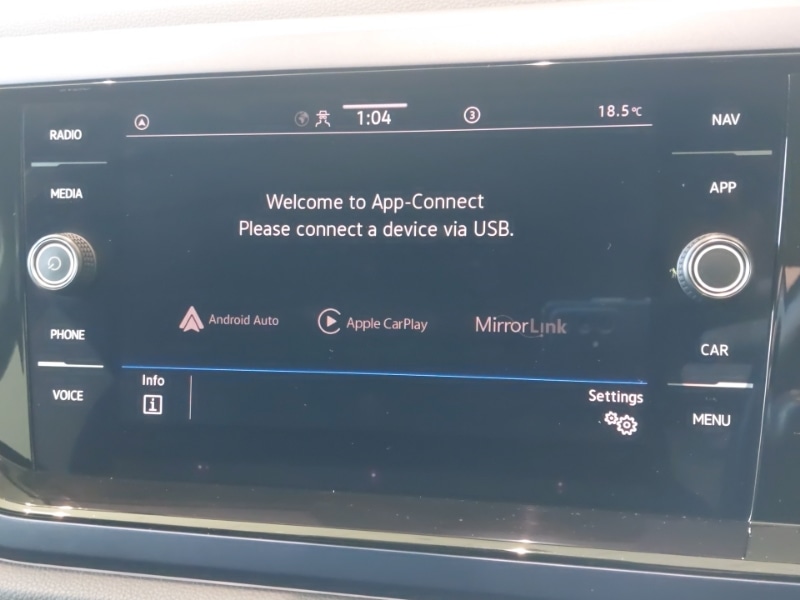 RADIO
MEDIA
PHONE
VOICE
1:04
3
18.5°C
Welcome to App-Connect
Please connect a device via USB.
Android Auto
Apple CarPlay
MirrorLink
Info
i
Settings
NAV
APP
CAR
MENU